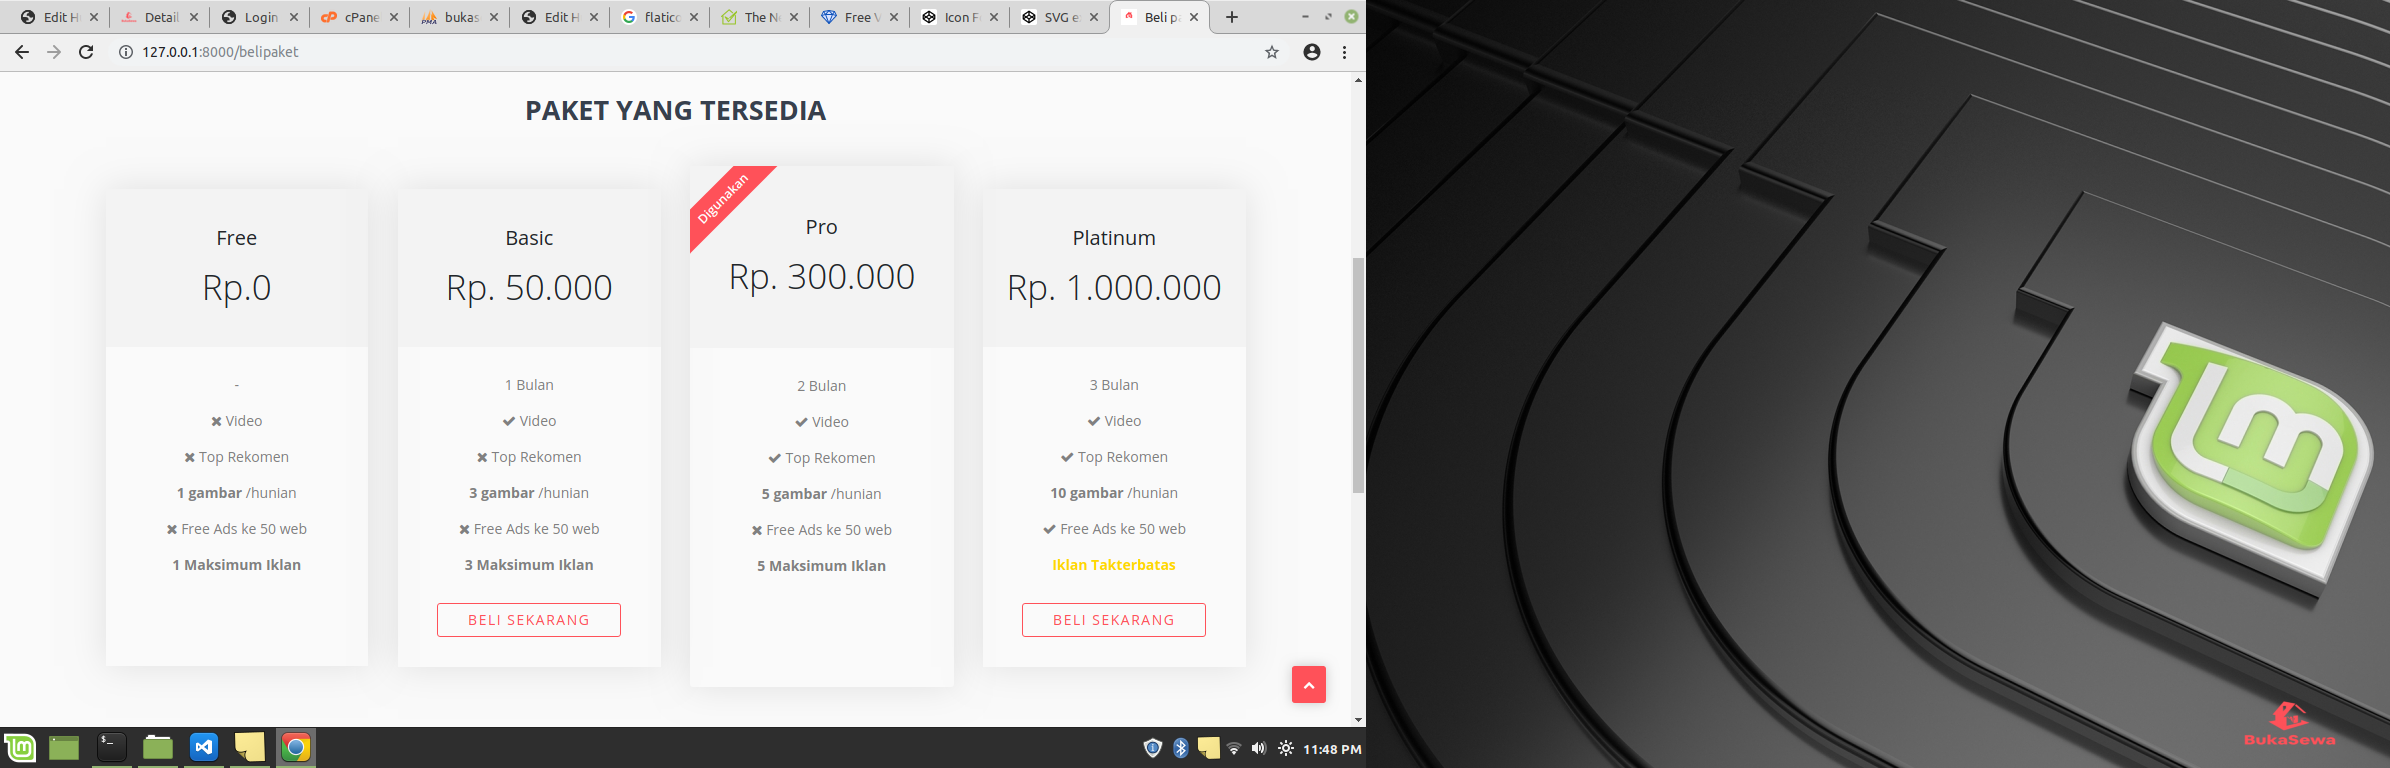 Edit H
Detail
Login
cPane
bukas
Edit H
flatic
The N
Free V
Icon F
SVG e
Beli p
127.0.0.1:8000/belipaket
PAKET YANG TERSEDIA
Free
Rp.0
-
Video
Top Rekomen
1 gambar /hunian
Free Ads ke 50 web
1 Maksimum Iklan
Basic
Rp. 50.000
1 Bulan
Video
Top Rekomen
3 gambar /hunian
Free Ads ke 50 web
3 Maksimum Iklan
BELI SEKARANG
Digunakan
Pro
Rp. 300.000
2 Bulan
Video
Top Rekomen
5 gambar /hunian
Free Ads ke 50 web
5 Maksimum Iklan
Platinum
Rp. 1.000.000
3 Bulan
Video
Top Rekomen
10 gambar /hunian
Free Ads ke 50 web
Iklan Takterbatas
BELI SEKARANG
11:48 PM
BukaSewa